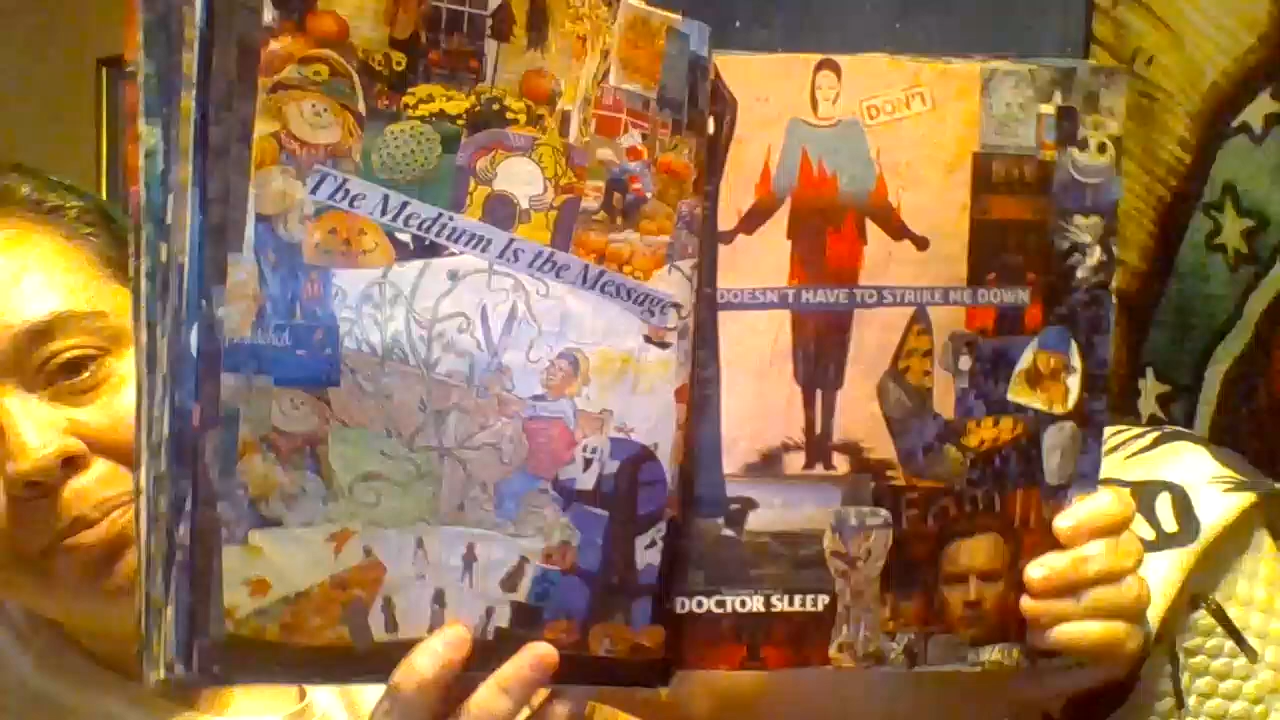 The Medium Is the Message
DON'T
DOESN'T HAVE TO STRIKE ME DOWN
DOCTOR SLEEP